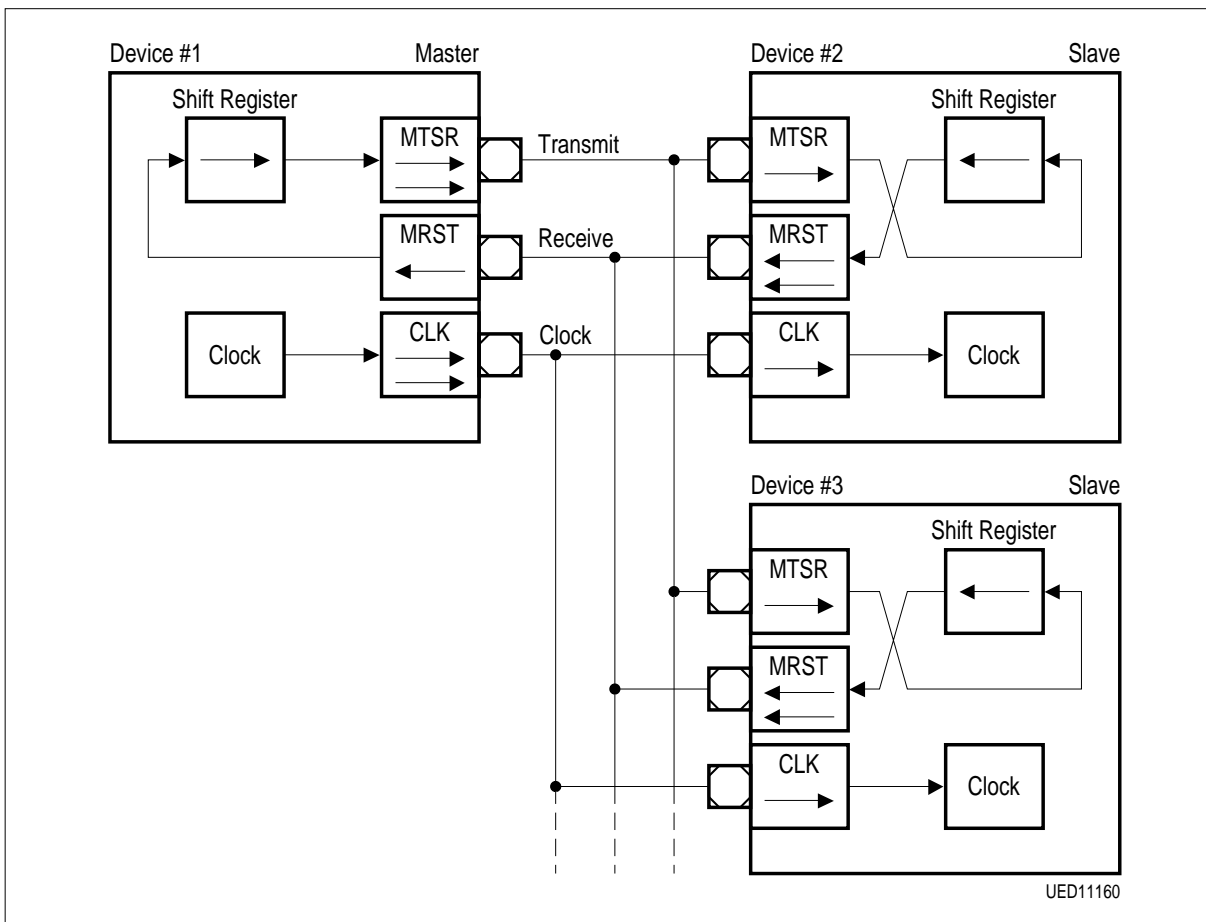 Device #1 Master
Shift Register
MTSR
Transmit
MRST
Receive
Clock
CLK
Clock
Device #2 Slave
Shift Register
MTSR
MRST
CLK
Clock
Device #3 Slave
Shift Register
MTSR
MRST
CLK
Clock
UED11160